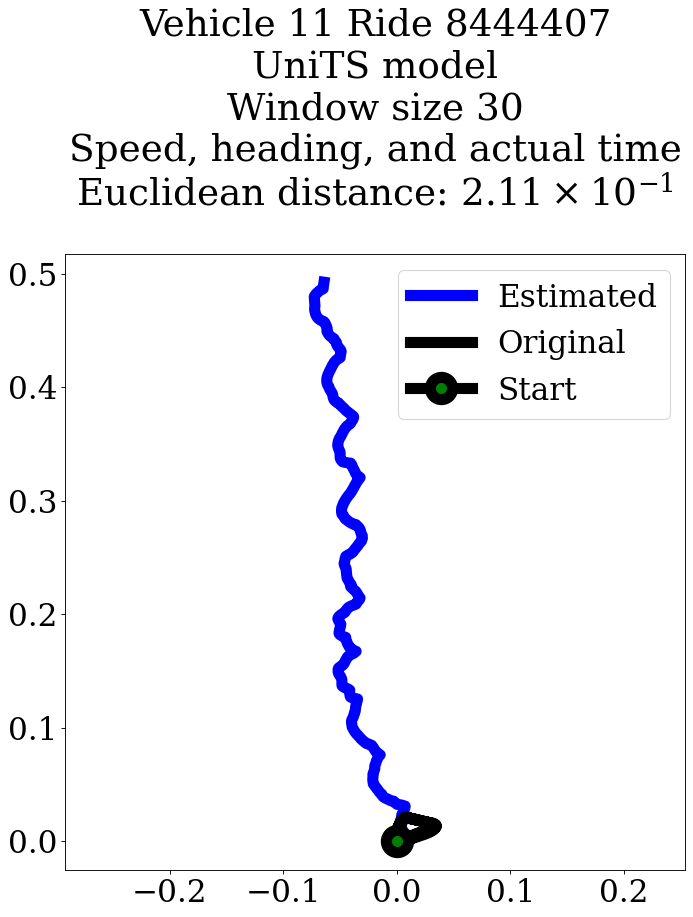 Vehicle 11 Ride 8444407
UniTS model
Window size 30
Speed, heading, and actual time
Euclidean distance: 2.11 × 10⁻¹
Estimated
Original
Start
0.5
0.4
0.3
0.2
0.1
0.0
−0.2 −0.1 0.0 0.1 0.2